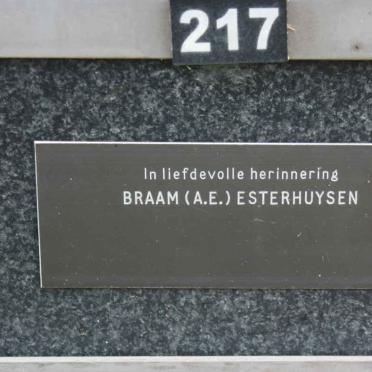 217
In liefdevolle herinnering
BRAAM (A.E.) ESTERHUYSEN